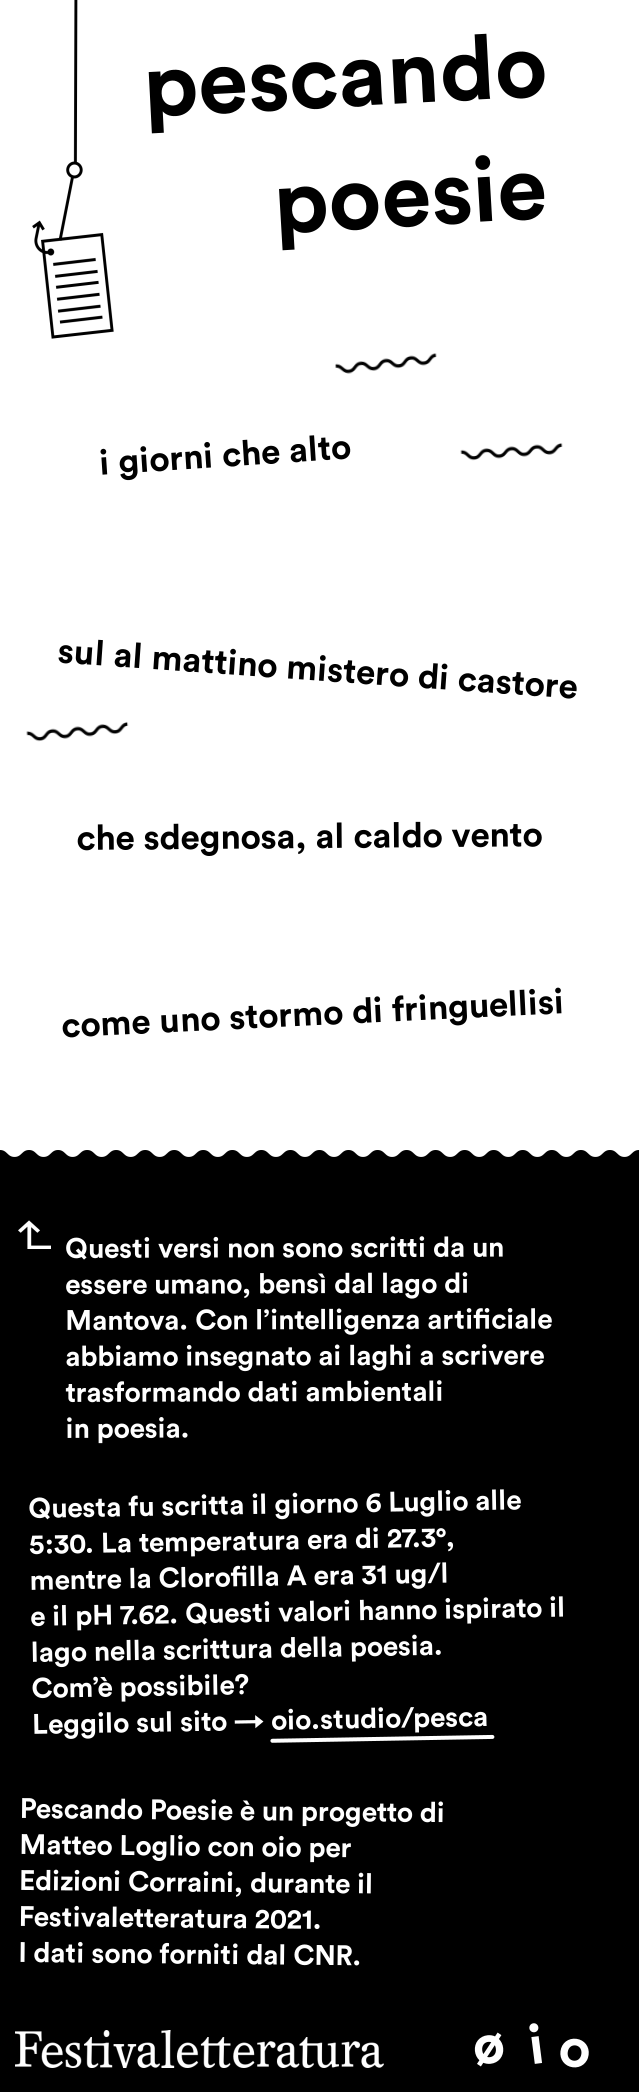 pescando
poesie
i giorni che alto
sul al mattino mistero di castore
che sdegnosa, al caldo vento
come uno stormo di fringuellisi
Questi versi non sono scritti da un
essere umano, bensì dal lago di
Mantova. Con l'intelligenza artificiale
abbiamo insegnato ai laghi a scrivere
trasformando dati ambientali
in poesia.
Questa fu scritta il giorno 6 Luglio alle
5:30. La temperatura era di 27.3°,
mentre la Clorofilla A era 31 ug/l
e il pH 7.62. Questi valori hanno ispirato il
lago nella scrittura della poesia.
Com'è possibile?
Leggilo sul sito → oio.studio/pesca
Pescando Poesie è un progetto di
Matteo Loglio con oio per
Edizioni Corraini, durante il
Festivaletteratura 2021.
I dati sono forniti dal CNR.
Festivaletteratura ø i o